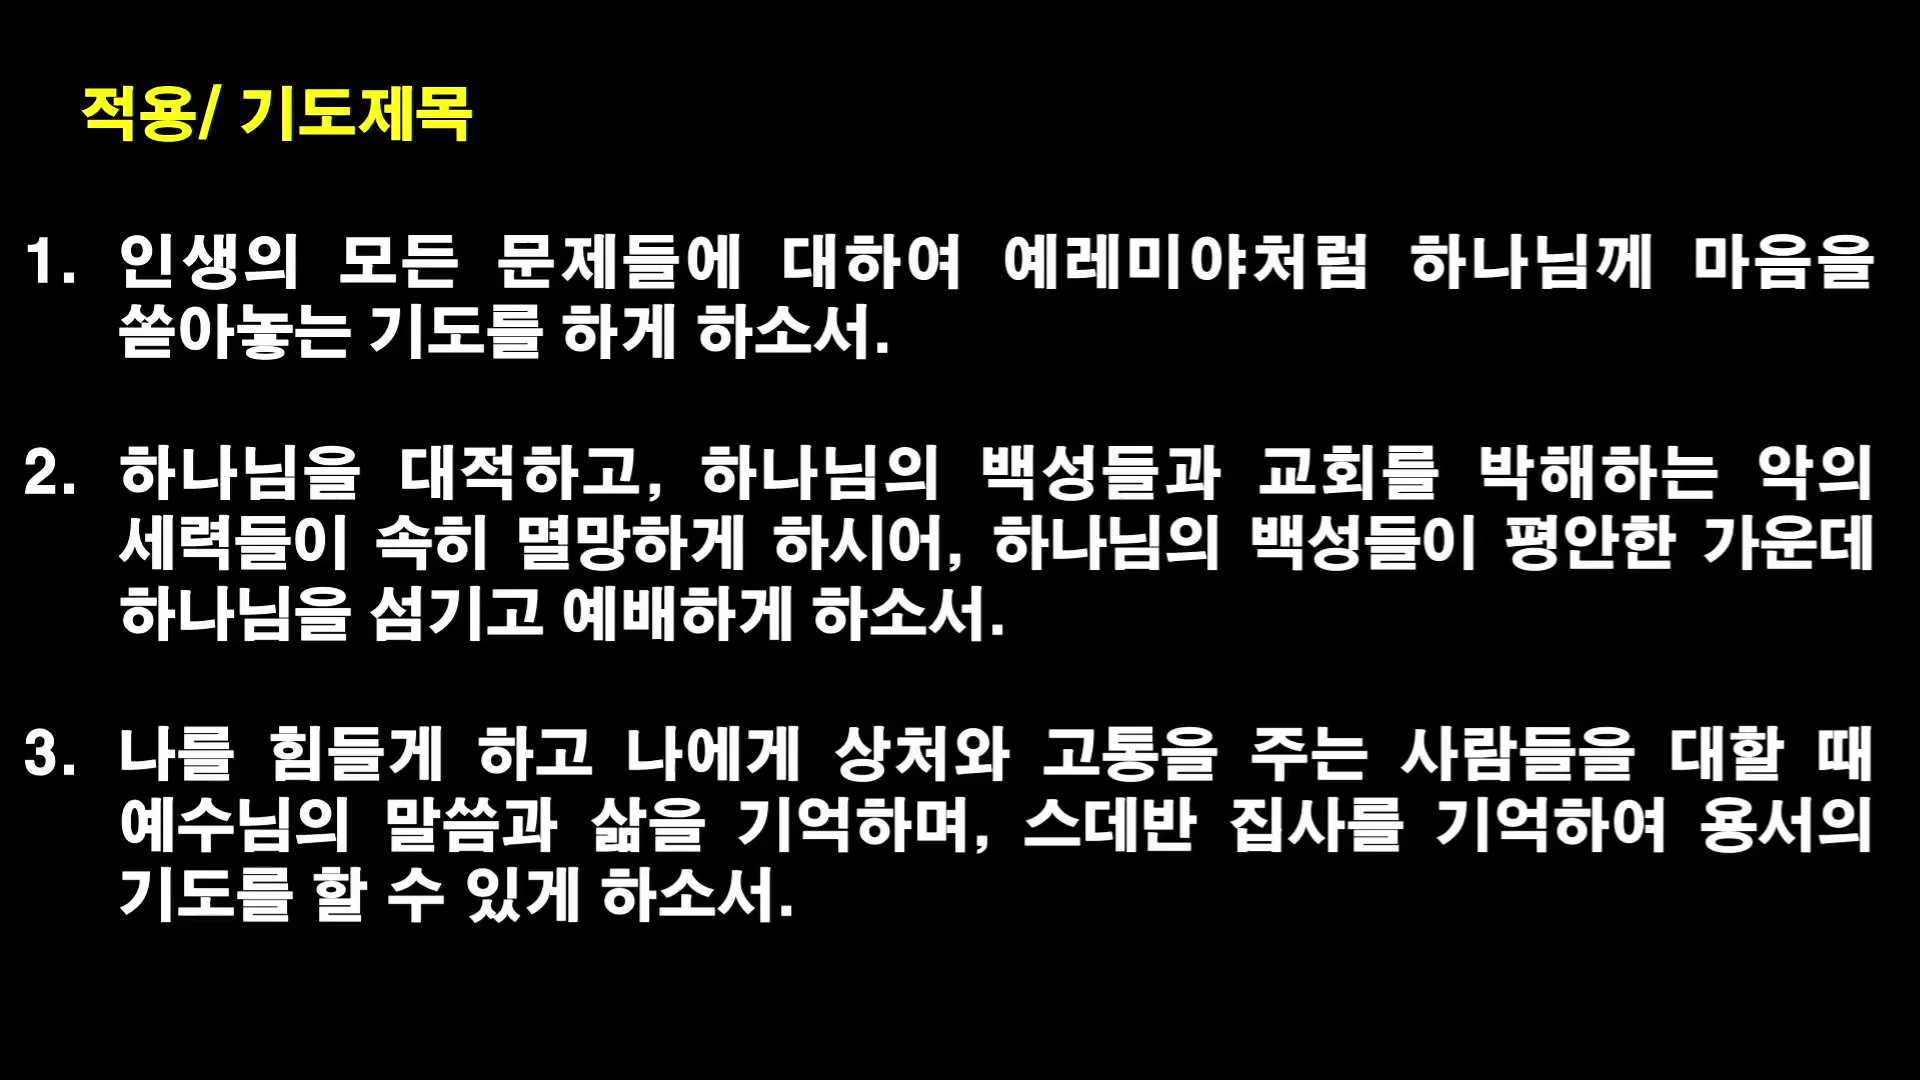 적용/ 기도제목
1. 인생의 모든 문제들에 대하여 예레미야처럼 하나님께 마음을
쏟아놓는 기도를 하게 하소서.
2. 하나님을 대적하고, 하나님의 백성들과 교회를 박해하는 악의
세력들이 속히 멸망하게 하시어, 하나님의 백성들이 평안한 가운데
하나님을 섬기고 예배하게 하소서.
3. 나를 힘들게 하고 나에게 상처와 고통을 주는 사람들을 대할 때
예수님의 말씀과 삶을 기억하며, 스데반 집사를 기억하여 용서의
기도를 할 수 있게 하소서.